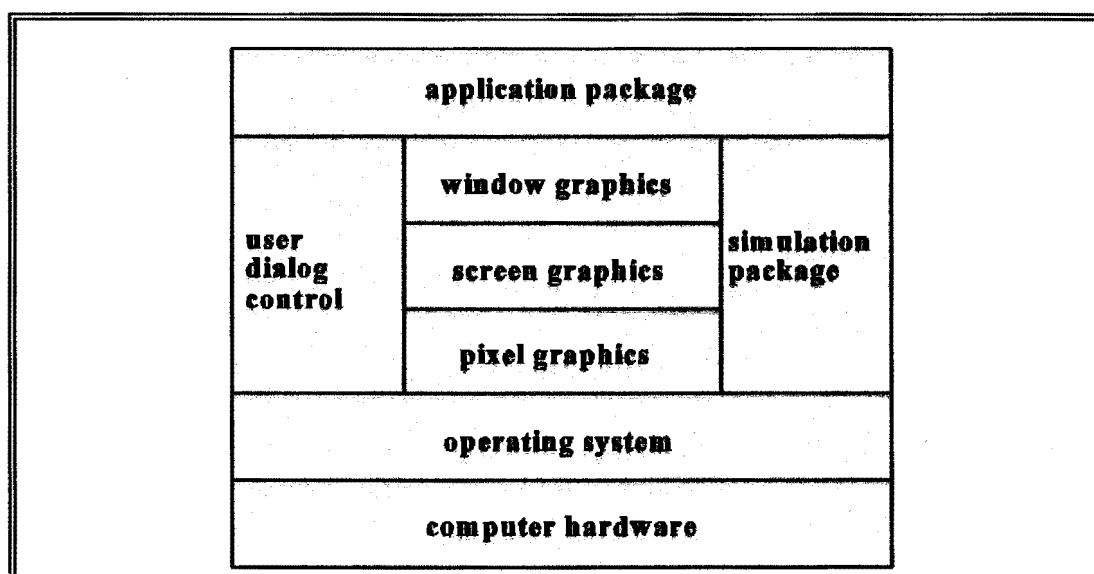 application package
window graphics
user
dialog
control
screen graphics
simulation
package
pixel graphics
operating system
computer hardware